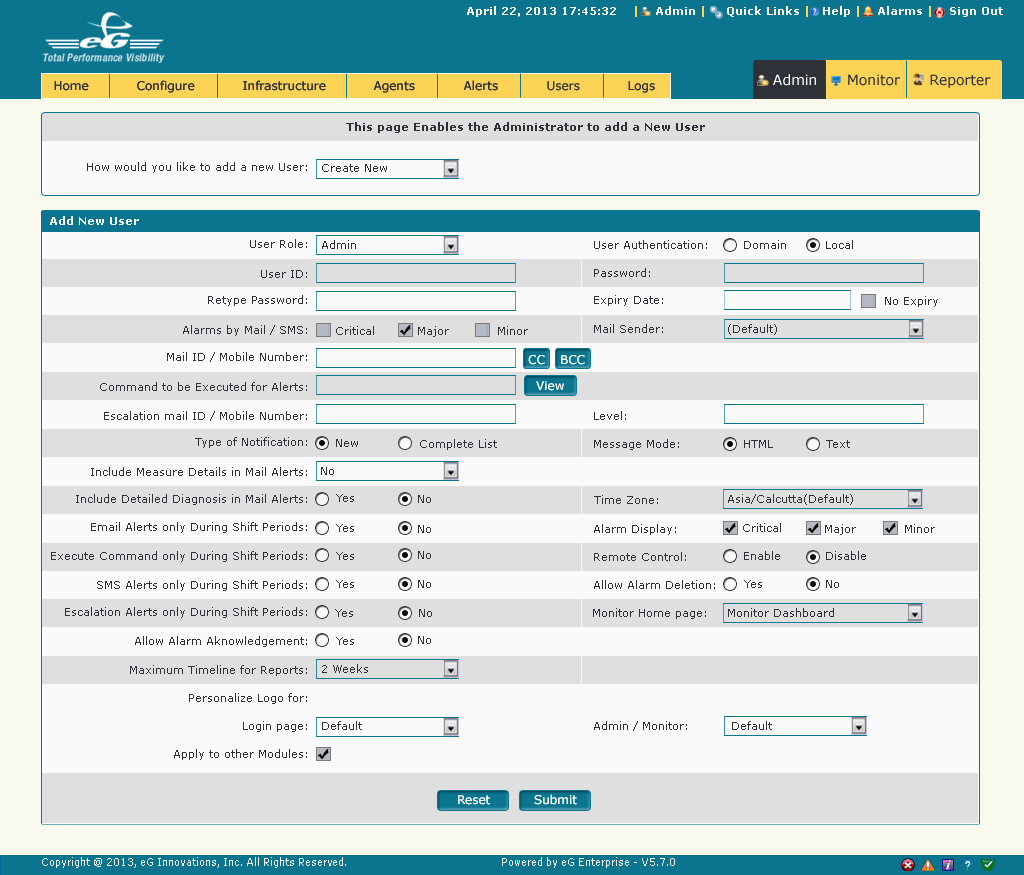 April 22, 2013 17:45:32 | Admin | Quick Links | Help | Alarms | Sign Out
eG
Total Performance Visibility
Home Configure Infrastructure Agents Alerts Users Logs Admin Monitor Reporter
This page Enables the Administrator to add a New User
How would you like to add a new User: Create New
Add New User
User Role: Admin User Authentication: Domain Local
User ID: Password:
Retype Password: Expiry Date: No Expiry
Alarms by Mail / SMS: Critical Major Minor Mail Sender: (Default)
Mail ID / Mobile Number: CC BCC
Command to be Executed for Alerts: View
Escalation mail ID / Mobile Number: Level:
Type of Notification: New Complete List Message Mode: HTML Text
Include Measure Details in Mail Alerts: No
Include Detailed Diagnosis in Mail Alerts: Yes No Time Zone: Asia/Calcutta(Default)
Email Alerts only During Shift Periods: Yes No Alarm Display: Critical Major Minor
Execute Command only During Shift Periods: Yes No Remote Control: Enable Disable
SMS Alerts only During Shift Periods: Yes No Allow Alarm Deletion: Yes No
Escalation Alerts only During Shift Periods: Yes No Monitor Home page: Monitor Dashboard
Allow Alarm Aknowledgement: Yes No
Maximum Timeline for Reports: 2 Weeks
Personalize Logo for:
Login page: Default Admin / Monitor: Default
Apply to other Modules:
Reset Submit
Copyright @ 2013, eG Innovations, Inc. All Rights Reserved. Powered by eG Enterprise - V5.7.0